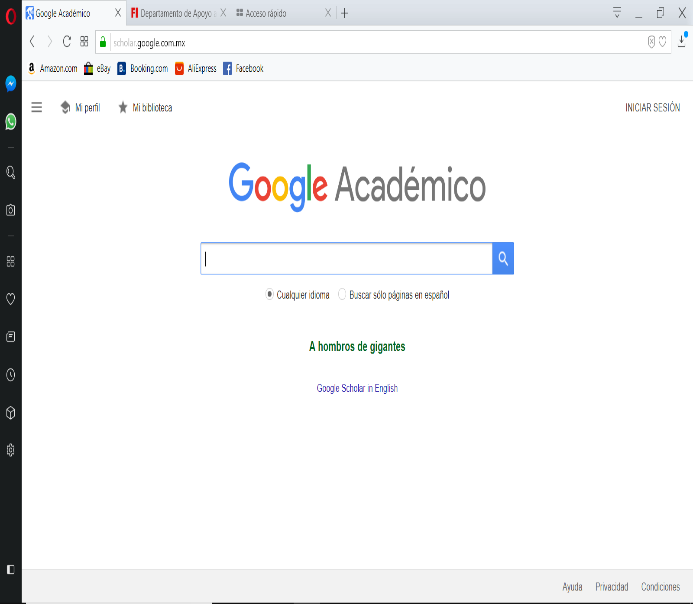 Google Académico
FI Departamento de Apoyo
Acceso rápido
scholar.google.com.mx
a Amazon.com eBay B. Booking.com AliExpress f Facebook
Mi perfil Mi biblioteca INICIAR SESIÓN
Google Académico
Cualquier idioma Buscar sólo páginas en español
A hombros de gigantes
Google Scholar in English
Ayuda Privacidad Condiciones